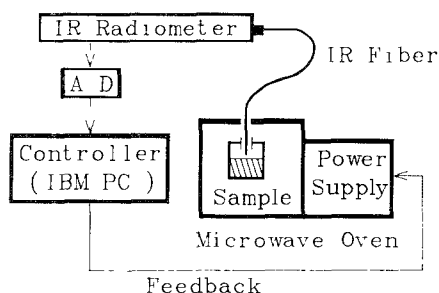 IR Radiometer
IR Fiber
A D
Controller
(IBM PC)
Sample
Power
Supply
Microwave Oven
Feedback